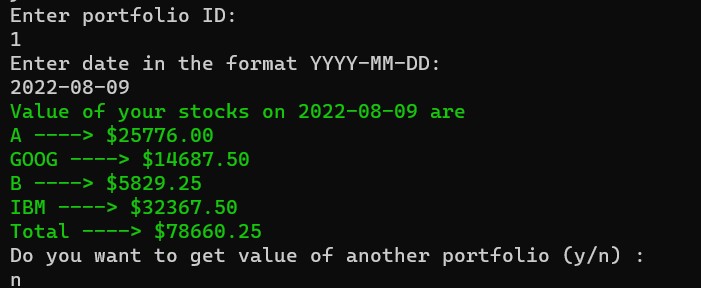 Enter portfolio ID:
1
Enter date in the format YYYY-MM-DD:
2022-08-09
Value of your stocks on 2022-08-09 are
A ----> $25776.00
GOOG ----> $14687.50
B ----> $5829.25
IBM ----> $32367.50
Total ----> $78660.25
Do you want to get value of another portfolio (y/n) :
n